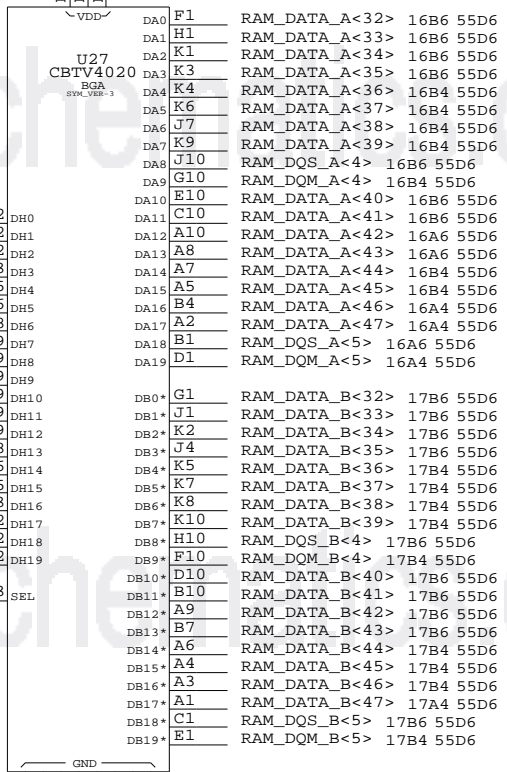 VDD
U27
CBTV4020
BGA
SYM_VER-3
DA0 F1 RAM_DATA_A<32> 16B6 55D6
DA1 H1 RAM_DATA_A<33> 16B6 55D6
DA2 K1 RAM_DATA_A<34> 16B6 55D6
DA3 K3 RAM_DATA_A<35> 16B6 55D6
DA4 K4 RAM_DATA_A<36> 16B4 55D6
DA5 K6 RAM_DATA_A<37> 16B4 55D6
DA6 J7 RAM_DATA_A<38> 16B4 55D6
DA7 K9 RAM_DATA_A<39> 16B4 55D6
DA8 J10 RAM_DQS_A<4> 16B6 55D6
DA9 G10 RAM_DQM_A<4> 16B4 55D6
DA10 E10 RAM_DATA_A<40> 16B6 55D6
DH0 DA11 C10 RAM_DATA_A<41> 16B6 55D6
DH1 DA12 A10 RAM_DATA_A<42> 16A6 55D6
DH2 DA13 A8 RAM_DATA_A<43> 16A6 55D6
DH3 DA14 A7 RAM_DATA_A<44> 16B4 55D6
DH4 DA15 A5 RAM_DATA_A<45> 16B4 55D6
DH5 DA16 B4 RAM_DATA_A<46> 16A4 55D6
DH6 DA17 A2 RAM_DATA_A<47> 16A4 55D6
DH7 DA18 B1 RAM_DQS_A<5> 16A6 55D6
DH8 DA19 D1 RAM_DQM_A<5> 16A4 55D6
DH9
DH10 DB0* G1 RAM_DATA_B<32> 17B6 55D6
DH11 DB1* J1 RAM_DATA_B<33> 17B6 55D6
DH12 DB2* K2 RAM_DATA_B<34> 17B6 55D6
DH13 DB3* J4 RAM_DATA_B<35> 17B6 55D6
DH14 DB4* K5 RAM_DATA_B<36> 17B4 55D6
DH15 DB5* K7 RAM_DATA_B<37> 17B4 55D6
DH16 DB6* K8 RAM_DATA_B<38> 17B4 55D6
DH17 DB7* K10 RAM_DATA_B<39> 17B4 55D6
DH18 DB8* H10 RAM_DQS_B<4> 17B6 55D6
DH19 DB9* F10 RAM_DQM_B<4> 17B4 55D6
DB10* D10 RAM_DATA_B<40> 17B6 55D6
SEL DB11* B10 RAM_DATA_B<41> 17B6 55D6
DB12* A9 RAM_DATA_B<42> 17B6 55D6
DB13* B7 RAM_DATA_B<43> 17B6 55D6
DB14* A6 RAM_DATA_B<44> 17B4 55D6
DB15* A4 RAM_DATA_B<45> 17B4 55D6
DB16* A3 RAM_DATA_B<46> 17B4 55D6
DB17* A1 RAM_DATA_B<47> 17A4 55D6
DB18* C1 RAM_DQS_B<5> 17B6 55D6
DB19* E1 RAM_DQM_B<5> 17B4 55D6
GND